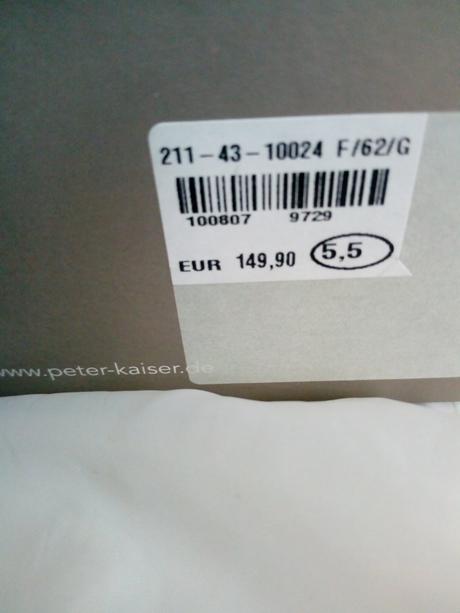 211-43-10024 F/62/G
100807 9729
EUR 149,90 5,5
www.peter-kaiser.de